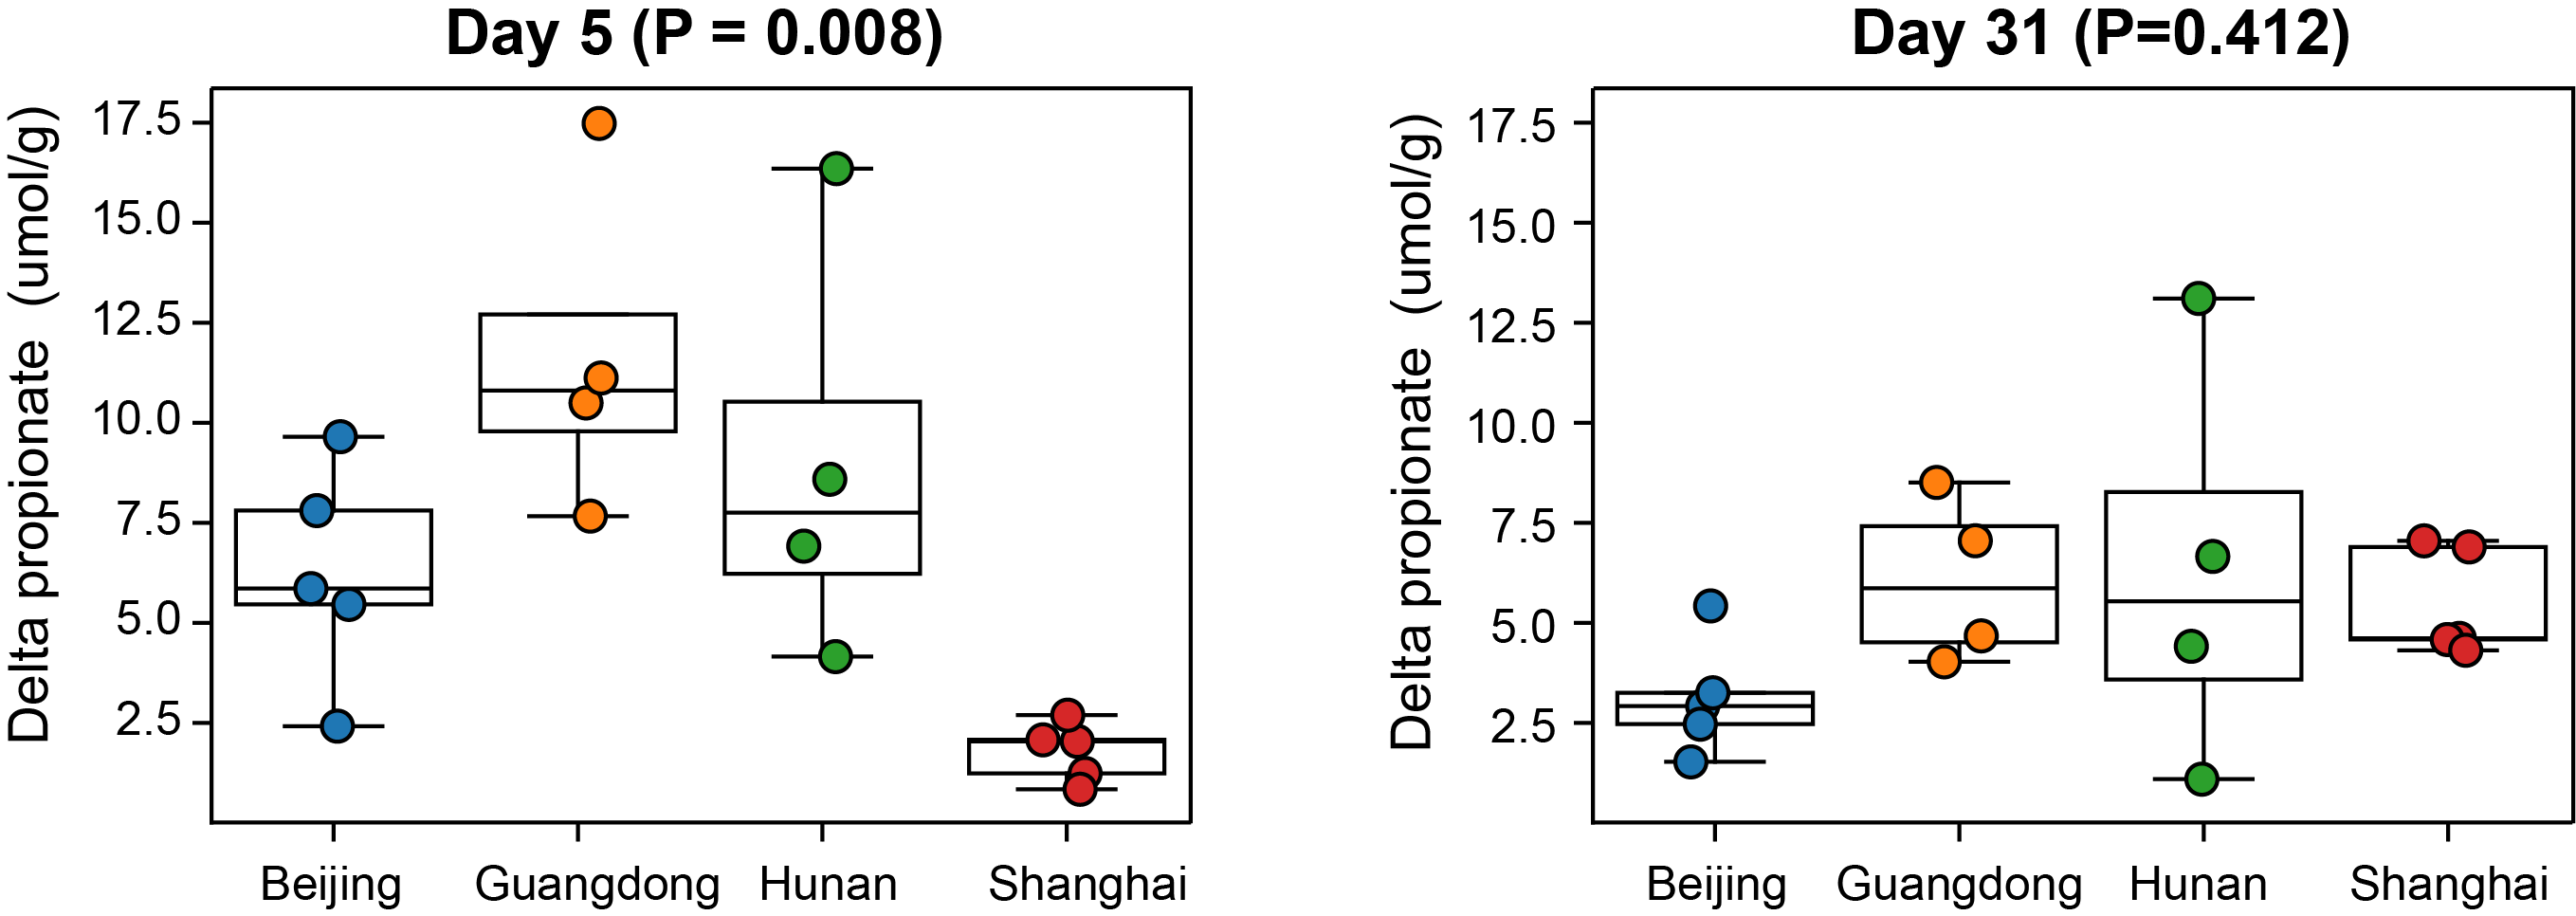 Day 5 (P = 0.008)
Delta propionate (umol/g)
17.5
15.0
12.5
10.0
7.5
5.0
2.5
Beijing
Guangdong
Hunan
Shanghai
Day 31 (P=0.412)
Delta propionate (umol/g)
17.5
15.0
12.5
10.0
7.5
5.0
2.5
Beijing
Guangdong
Hunan
Shanghai